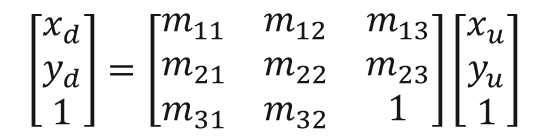 [x_d] = [m_11 m_12 m_13] [x_u]
[y_d] = [m_21 m_22 m_23] [y_u]
[1] = [m_31 m_32 1] [1]